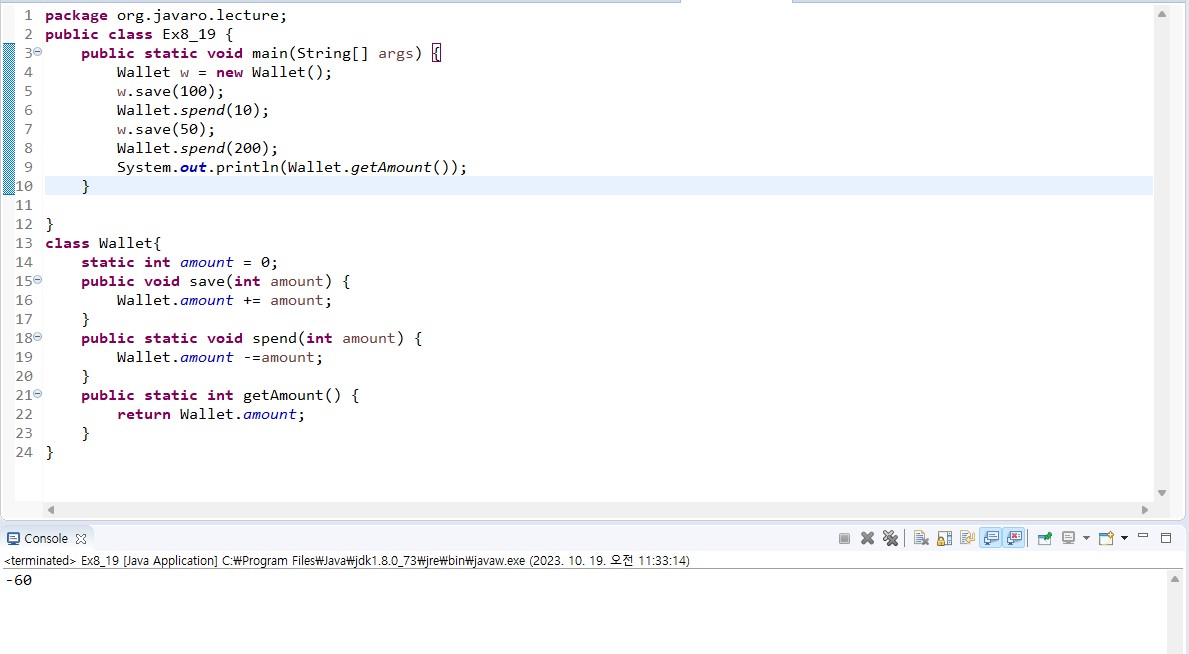 1 package org.javaro.lecture;
2 public class Ex8_19 {
3 public static void main(String[] args) {
4 Wallet w = new Wallet();
5 w.save(100);
6 Wallet.spend(10);
7 w.save(50);
8 Wallet.spend(200);
9 System.out.println(Wallet.getAmount());
10 }
11
12 }
13 class Wallet{
14 static int amount = 0;
15 public void save(int amount) {
16 Wallet.amount += amount;
17 }
18 public static void spend(int amount) {
19 Wallet.amount -=amount;
20 }
21 public static int getAmount() {
22 return Wallet.amount;
23 }
24 }
Console
<terminated> Ex8_19 [Java Application] C:₩Program Files₩Java₩jdk1.8.0_73₩jre₩bin₩javaw.exe (2023. 10. 19. 오전 11:33:14)
-60